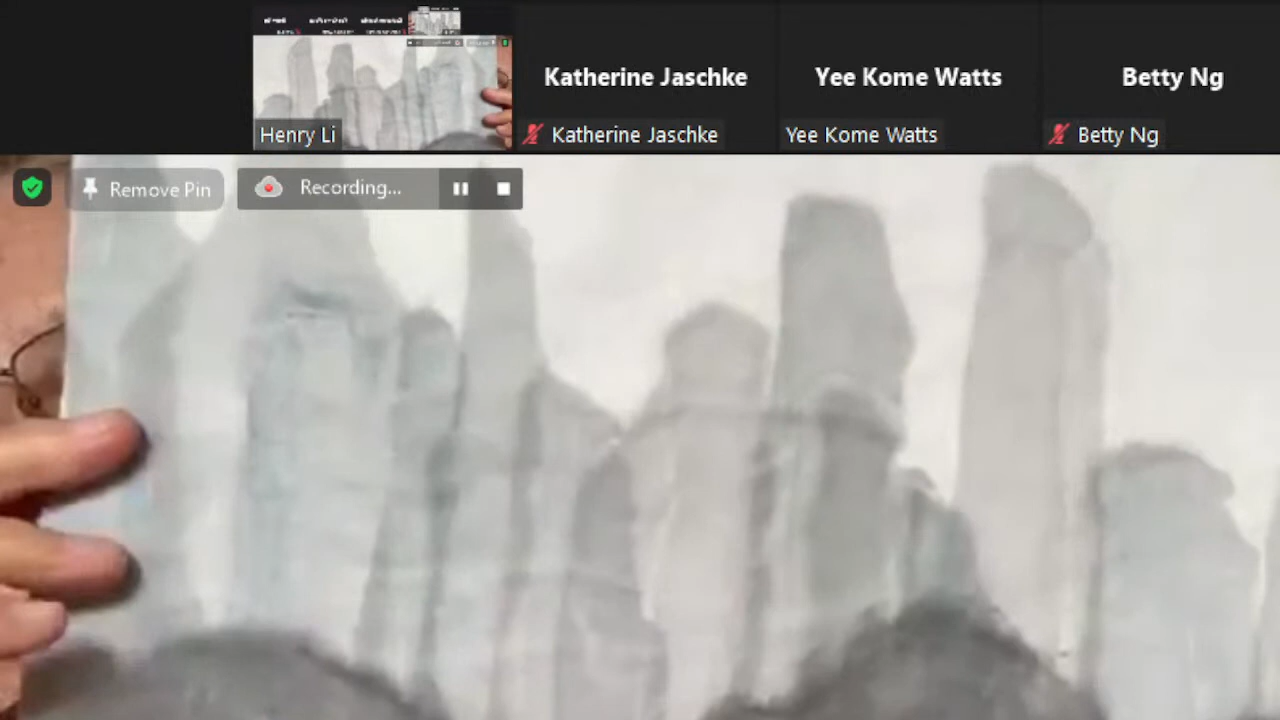 Katherine Jaschke
Yee Kome Watts
Betty Ng
Henry Li
Katherine Jaschke
Yee Kome Watts
Betty Ng
Remove Pin
Recording...